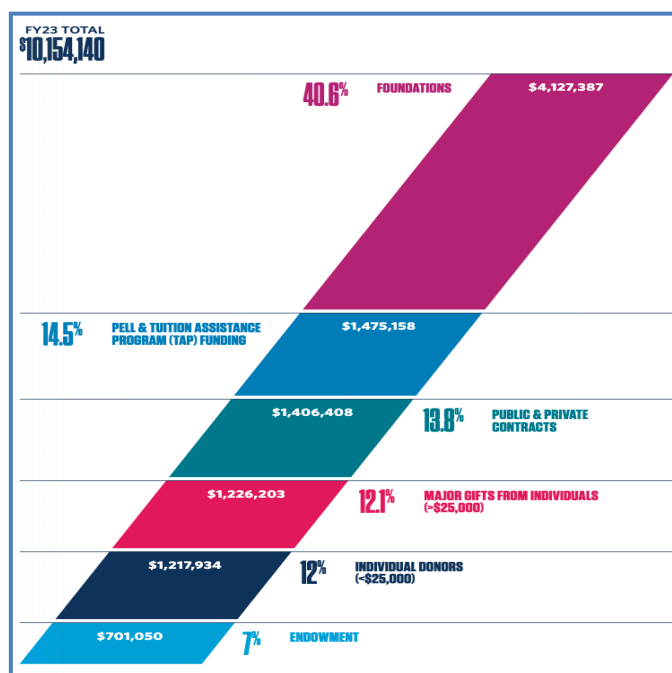 FY23 TOTAL
$10,154,140
40.6% FOUNDATIONS $4,127,387
14.5% PELL & TUITION ASSISTANCE
PROGRAM (TAP) FUNDING
$1,475,158
$1,406,408
13.8% PUBLIC & PRIVATE
CONTRACTS
$1,226,203
12.1% MAJOR GIFTS FROM INDIVIDUALS
(>$25,000)
$1,217,934
12% INDIVIDUAL DONORS
(<$25,000)
$701,050
7% ENDOWMENT